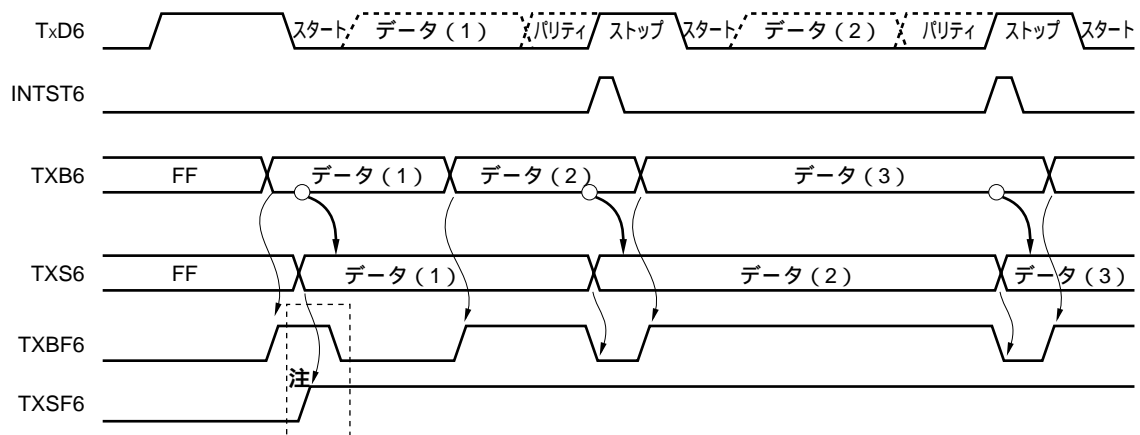 TxD6 スタート データ（1） パリティ ストップ スタート データ（2） パリティ ストップ スタート
INTST6
TXB6 FF データ（1） データ（2） データ（3）
TXS6 FF データ（1） データ（2） データ（3）
TXBF6
注
TXSF6